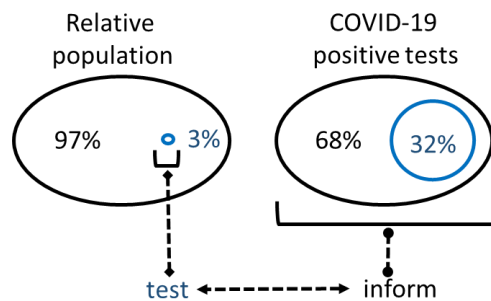 Relative
population
COVID-19
positive tests
97%
3%
68%
32%
test
inform